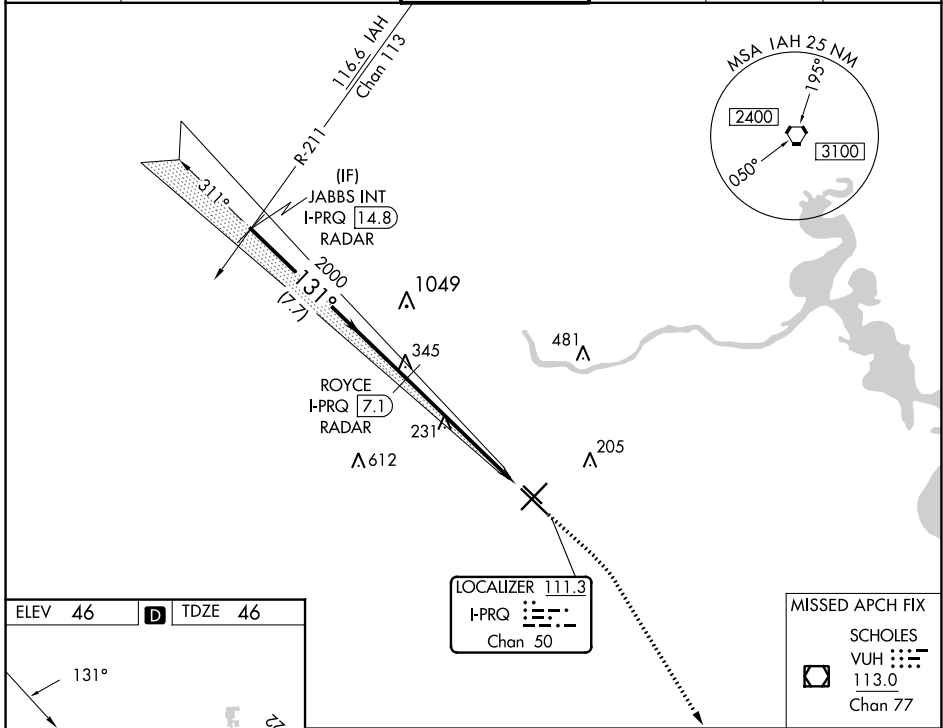 116.6 IAH
Chan 113
R-211
MSA IAH 25 NM
195°
2400
3100
050°
311°
(IF)
JABBS INT
I-PRQ 14.8
RADAR
2000
131°
(7.7)
1049
345
481
ROYCE
I-PRQ 7.1
RADAR
231
612
205
LOCALIZER 111.3
I-PRQ
Chan 50
ELEV 46 D TDZE 46
131°
22
MISSED APCH FIX
SCHOLES
VUH
113.0
Chan 77